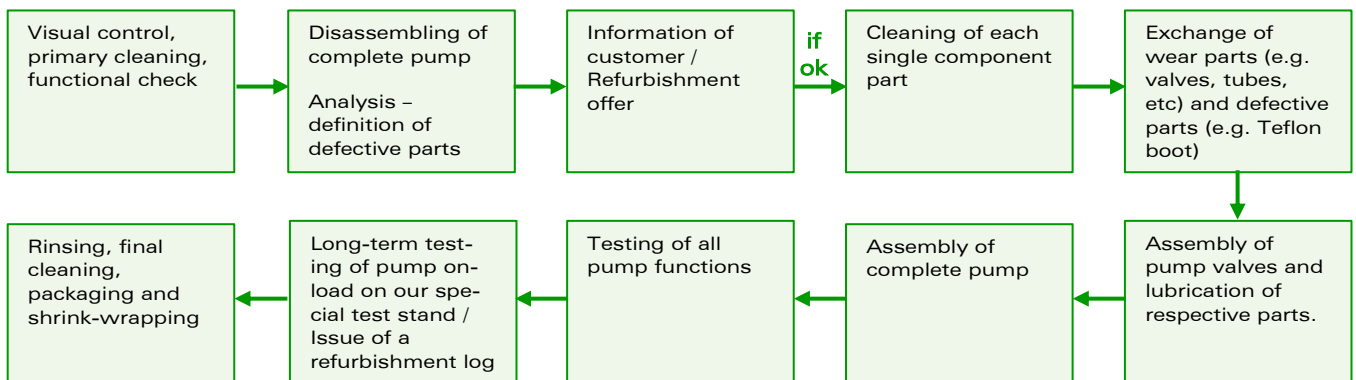 Visual control,
primary cleaning,
functional check
Disassembling of
complete pump
Analysis –
definition of
defective parts
Information of
customer /
Refurbishment
offer
if
ok
Cleaning of each
single component
part
Exchange of
wear parts (e.g.
valves, tubes,
etc) and defective
parts (e.g. Teflon
boot)
Assembly of
pump valves and
lubrication of
respective parts.
Assembly of
complete pump
Testing of all
pump functions
Long-term test-
ing of pump on-
load on our spe-
cial test stand /
Issue of a
refurbishment log
Rinsing, final
cleaning,
packaging and
shrink-wrapping